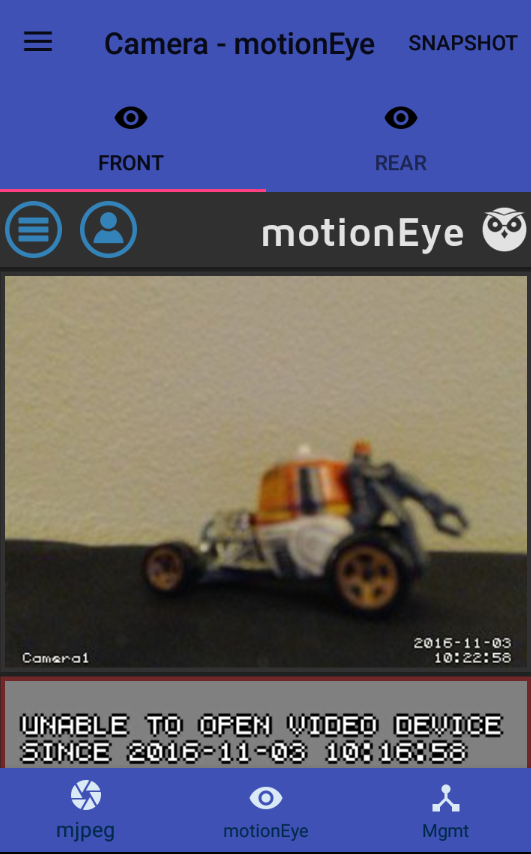 Camera - motionEye SNAPSHOT
FRONT REAR
motionEye
2016-11-03
Camera1 10:22:58
UNABLE TO OPEN VIDEO DEVICE
SINCE 2016-11-03 10:16:58
mjpeg motionEye Mgmt